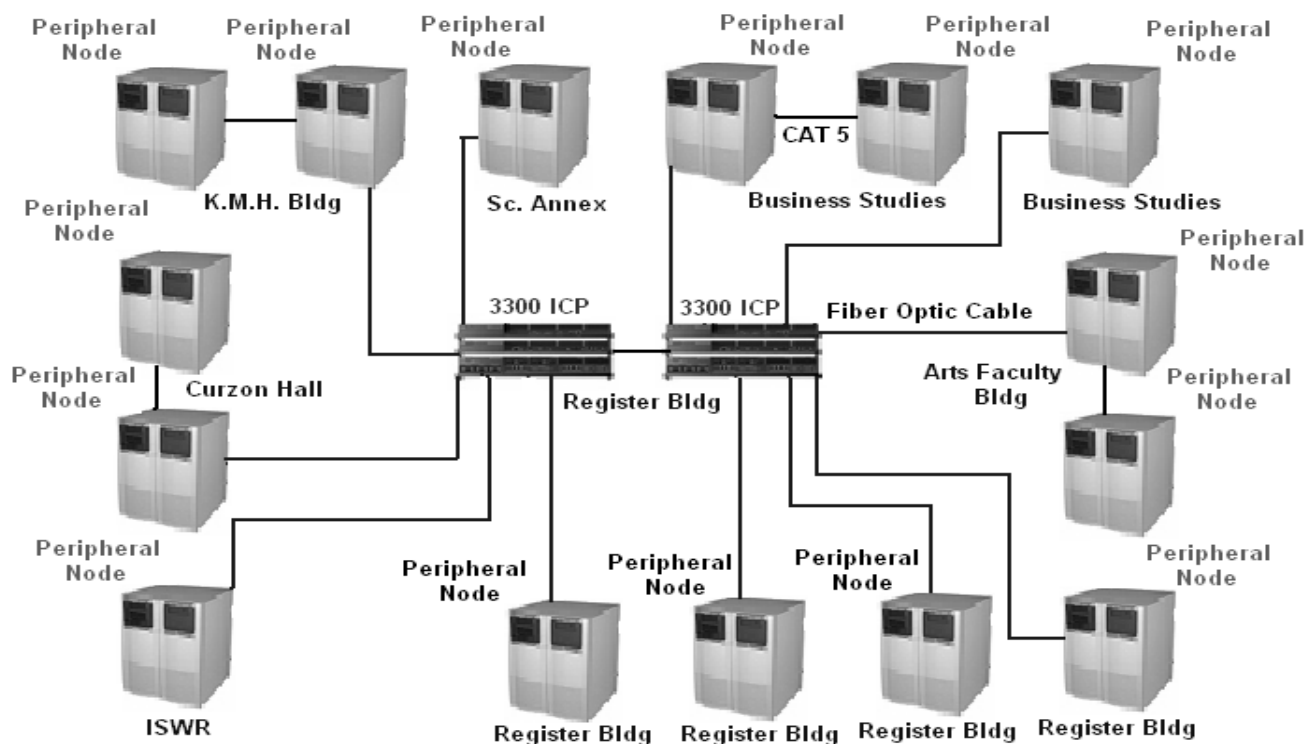 Peripheral
Node
Peripheral
Node
Peripheral
Node
Peripheral
Node
Peripheral
Node
Peripheral
Node
CAT 5
K.M.H. Bldg
Sc. Annex
Business Studies
Business Studies
Peripheral
Node
Peripheral
Node
3300 ICP
3300 ICP
Fiber Optic Cable
Curzon Hall
Peripheral
Node
Register Bldg
Arts Faculty
Bldg
Peripheral
Node
Peripheral
Node
Peripheral
Node
Peripheral
Node
Peripheral
Node
Peripheral
Node
ISWR
Register Bldg
Register Bldg
Register Bldg
Register Bldg